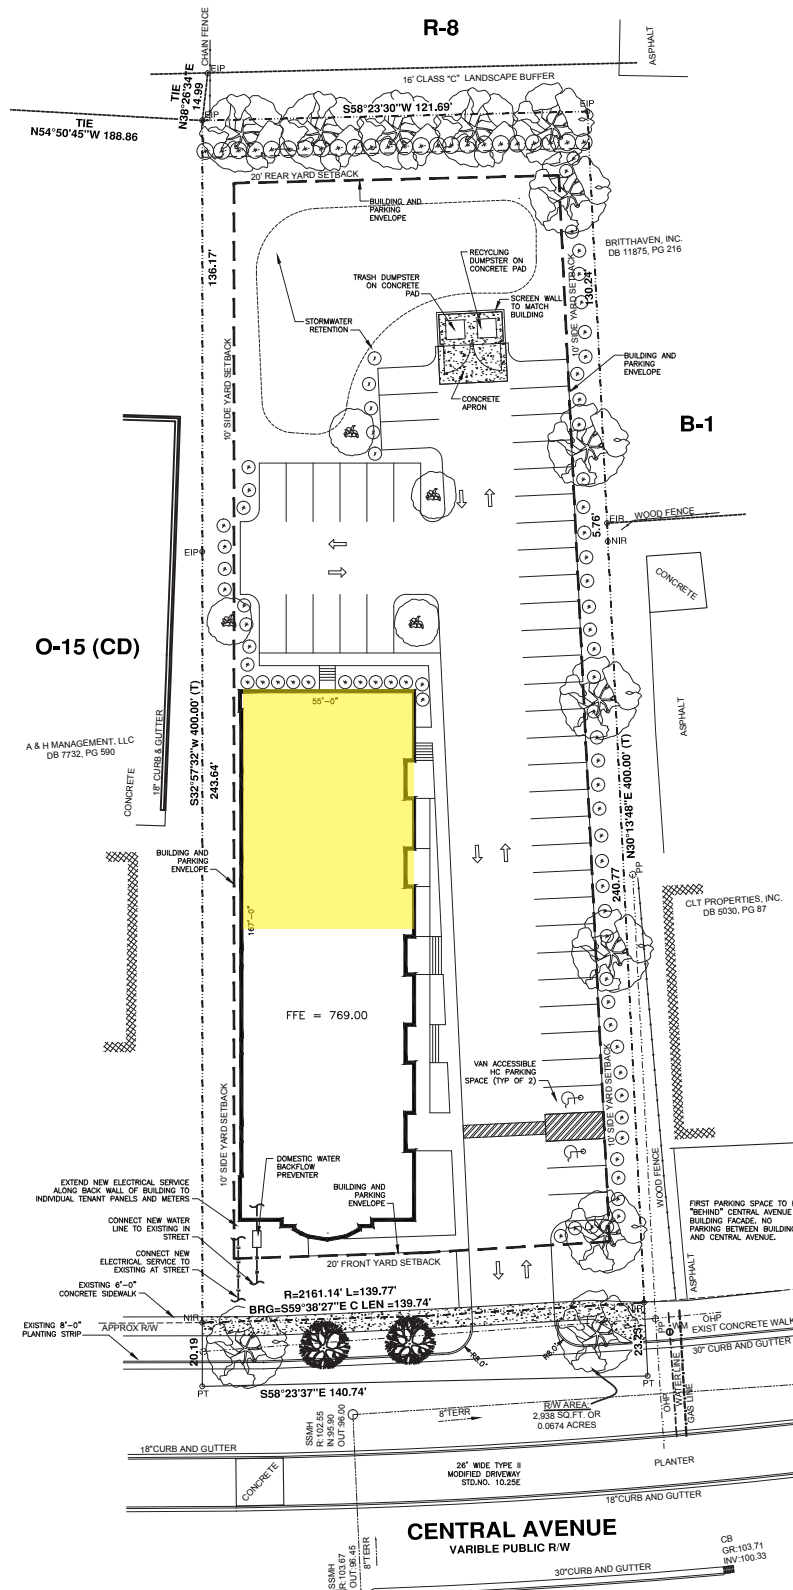 R-8
CHAIN FENCE
ASPHALT
EIP
16' CLASS "C" LANDSCAPE BUFFER
TIE
N38°26'34"E
14.99
S58°23'30"W 121.69'
EIP
EIP
TIE
N54°50'45"W 188.86
20' REAR YARD SETBACK
BUILDING AND
PARKING
ENVELOPE
BRITTHAVEN, INC.
DB 11875, PG 216
136.17'
RECYCLING
DUMPSTER ON
CONCRETE PAD
TRASH DUMPSTER
ON CONCRETE
PAD
SCREEN WALL
TO MATCH
BUILDING
130.24
10' SIDE YARD SETBACK
STORMWATER
RETENTION
10' SIDE YARD SETBACK
BUILDING AND
PARKING
ENVELOPE
CONCRETE
APRON
B-1
EIR
WOOD FENCE
5.76'
NIR
EIP
CONCRETE
O-15 (CD)
55'-0"
S32°57'32"w 400.00' (T)
243.64'
A & H MANAGEMENT, LLC
DB 7732, PG 590
18" CURB & GUTTER
CONCRETE
ASPHALT
N30°13'48"E 400.00' (T)
240.77
BUILDING AND
PARKING
ENVELOPE
PP
167'-0"
CLT PROPERTIES, INC.
DB 5030, PG 87
FFE = 769.00
VAN ACCESSIBLE
HC PARKING
SPACE (TYP OF 2)
10' SIDE YARD SETBACK
10' SIDE YARD SETBACK
DOMESTIC WATER
BACKFLOW
PREVENTER
EXTEND NEW ELECTRICAL SERVICE
ALONG BACK WALL OF BUILDING TO
INDIVIDUAL TENANT PANELS AND METERS
BUILDING AND
PARKING
ENVELOPE
WOOD FENCE
FIRST PARKING SPACE TO
"BEHIND" CENTRAL AVENUE
BUILDING FACADE. NO
PARKING BETWEEN BUILDING
AND CENTRAL AVENUE.
CONNECT NEW WATER
LINE TO EXISTING IN
STREET
CONNECT NEW
ELECTRICAL SERVICE TO
EXISTING AT STREET
20' FRONT YARD SETBACK
ASPHALT
EXISTING 6'-0"
CONCRETE SIDEWALK
R=2161.14' L=139.77'
BRG=S59°38'27"E C LEN =139.74'
NIR
NIR
APPROX R/W
EXISTING 8'-0"
PLANTING STRIP
PP
WM
OHP
EXIST CONCRETE WALK
20.19
R8.0'
R8.0'
23.25
30" CURB AND GUTTER
PT
S58°23'37"E 140.74'
PT
OHP
WATER LINE
GAS LINE
R/W AREA:
2,938 SQ.FT. OR
0.0674 ACRES
8"TERR
SSMH
R:102.55
IN:95.90
OUT:96.00
18"CURB AND GUTTER
26' WIDE TYPE II
MODIFIED DRIVEWAY
STD.NO. 10.25E
PLANTER
CONCRETE
18"CURB AND GUTTER
CENTRAL AVENUE
VARIBLE PUBLIC R/W
8"TERR
SSMH
R:103.67
OUT:96.45
CB
GR:103.71
INV:100.33
30"CURB AND GUTTER